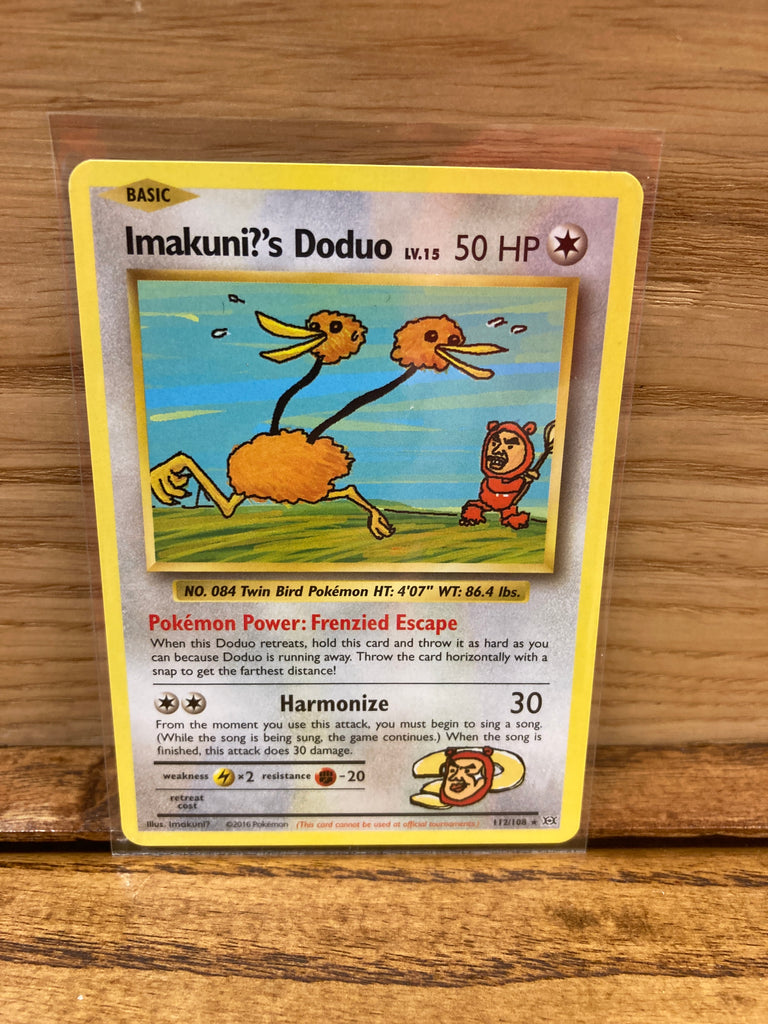 BASIC
Imakuni?'s Doduo LV.15 50 HP
NO. 084 Twin Bird Pokémon HT: 4'07" WT: 86.4 lbs.
Pokémon Power: Frenzied Escape
When this Doduo retreats, hold this card and throw it as hard as you
can because Doduo is running away. Throw the card horizontally with a
snap to get the farthest distance!
Harmonize 30
From the moment you use this attack, you must begin to sing a song.
(While the song is being sung, the game continues.) When the song is
finished, this attack does 30 damage.
weakness ×2 resistance -20
retreat
cost
Illus. Imakuni? ©2016 Pokémon (This card cannot be used at official tournaments.) 112/108 ★